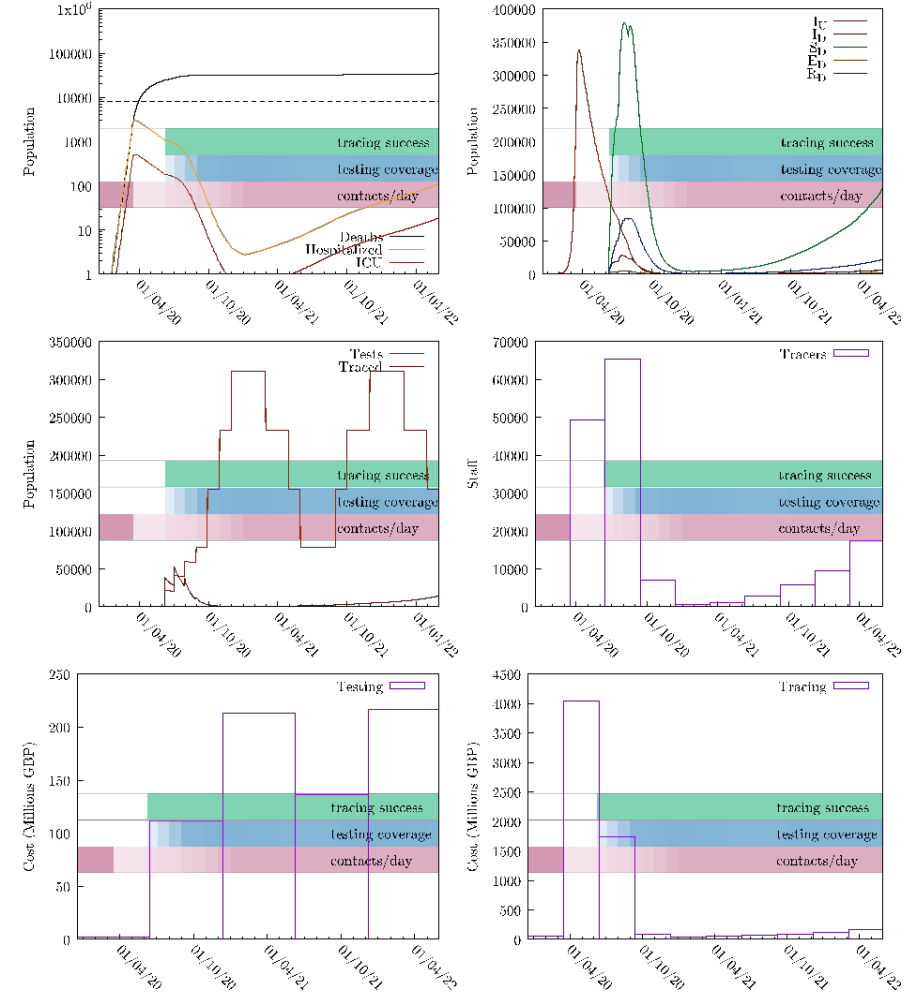 1x10^6
100000
10000
1000
100
10
1
Population
tracing success
testing coverage
contacts/day
Deaths
Hospitalized
ICU
01/04/20
01/10/20
01/04/21
01/10/21
01/04/22
400000
350000
300000
250000
200000
150000
100000
50000
0
Population
I_U
I_D
E_D
R_D
tracing success
testing coverage
contacts/day
01/04/20
01/10/20
01/04/21
01/10/21
01/04/22
350000
300000
250000
200000
150000
100000
50000
0
Population
Tests
Traced
tracing success
testing coverage
contacts/day
01/04/20
01/10/20
01/04/21
01/10/21
01/04/22
70000
60000
50000
40000
30000
20000
10000
0
Staff
Tracers
tracing success
testing coverage
contacts/day
01/04/20
01/10/20
01/04/21
01/10/21
01/04/22
250
200
150
100
50
0
Cost (Millions GBP)
Testing
tracing success
testing coverage
contacts/day
01/04/20
01/10/20
01/04/21
01/10/21
01/04/22
4500
4000
3500
3000
2500
2000
1500
1000
500
0
Cost (Millions GBP)
Tracing
tracing success
testing coverage
contacts/day
01/04/20
01/10/20
01/04/21
01/10/21
01/04/22